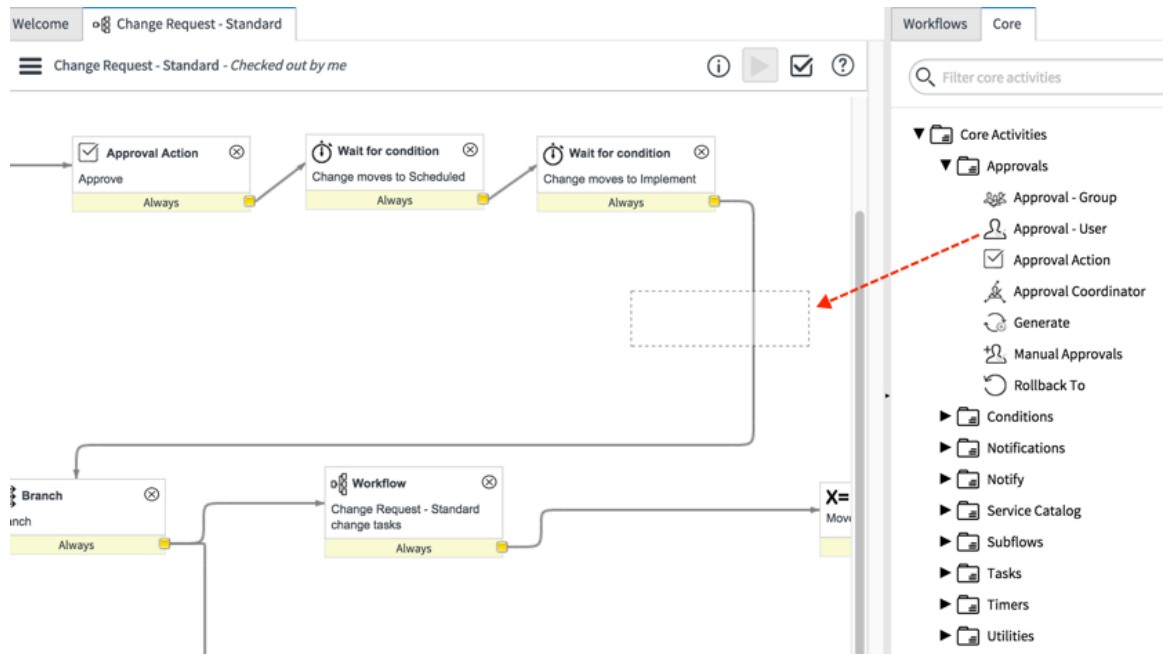 Welcome
Change Request - Standard
Change Request - Standard - Checked out by me
Approval Action
Approve
Always
Wait for condition
Change moves to Scheduled
Always
Wait for condition
Change moves to Implement
Always
Branch
Always
Workflow
Change Request - Standard
change tasks
Always
X=
Workflows
Core
Filter core activities
Core Activities
Approvals
Approval - Group
Approval - User
Approval Action
Approval Coordinator
Generate
Manual Approvals
Rollback To
Conditions
Notifications
Notify
Service Catalog
Subflows
Tasks
Timers
Utilities